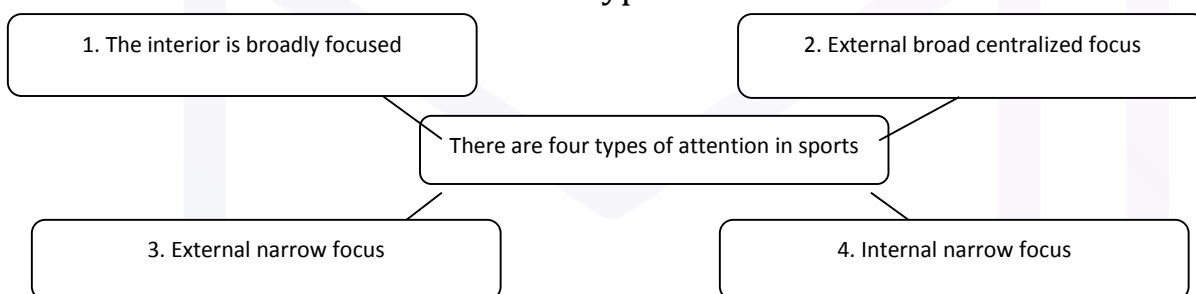 1. The interior is broadly focused
2. External broad centralized focus
There are four types of attention in sports
3. External narrow focus
4. Internal narrow focus